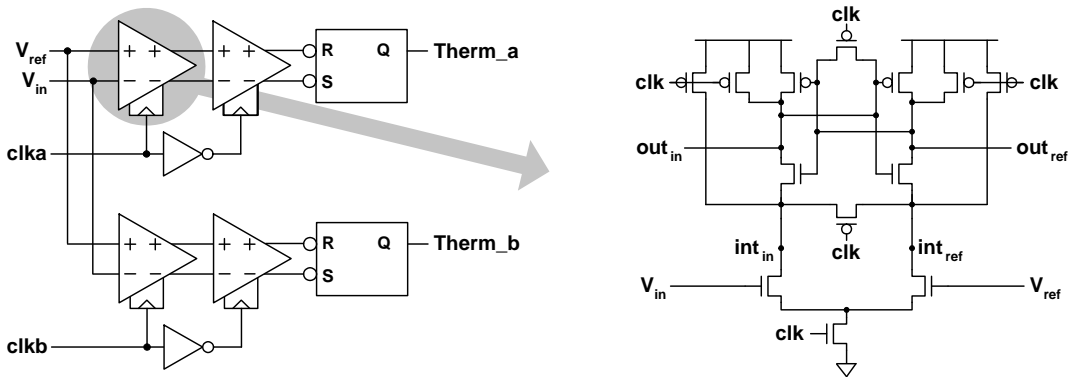 clk
V_ref
V_in
+ +
− −
R Q
S
Therm_a
clka
clk
clk
out_in
out_ref
+ +
− −
R Q
S
Therm_b
clk
int_in
int_ref
V_in
V_ref
clkb
clk